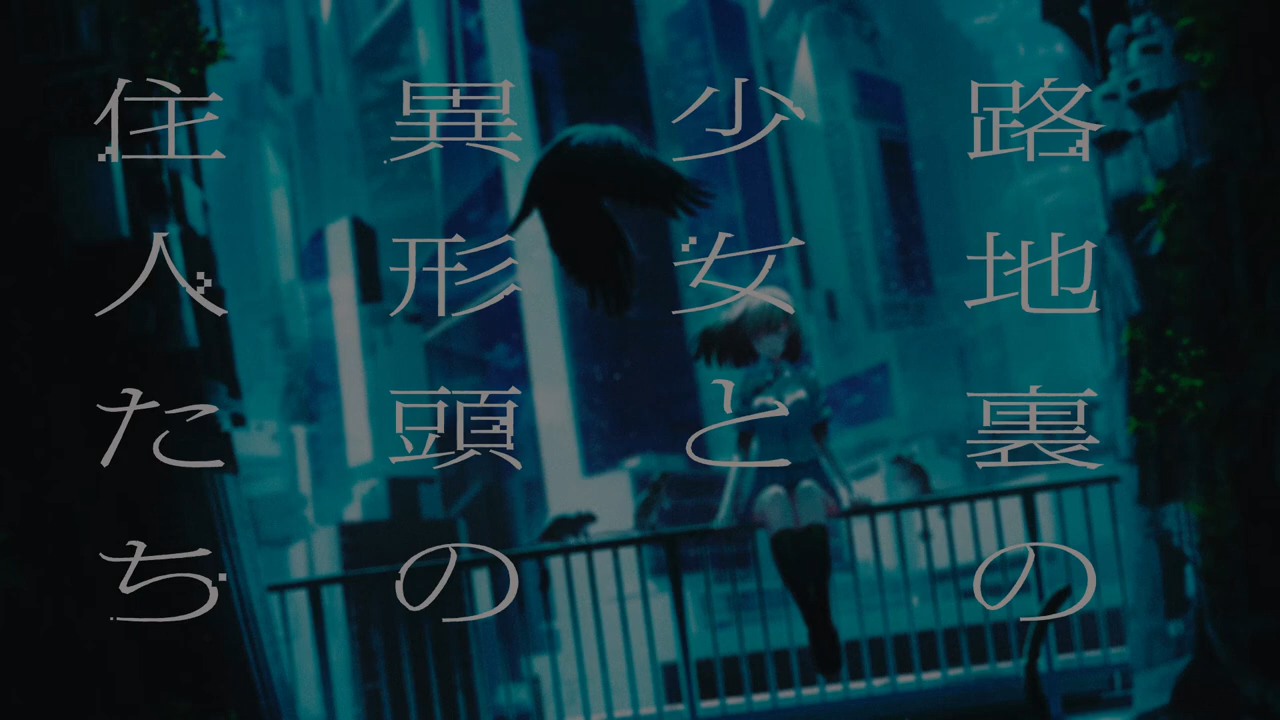 路地裏の
少女と
異形頭の
住人たち